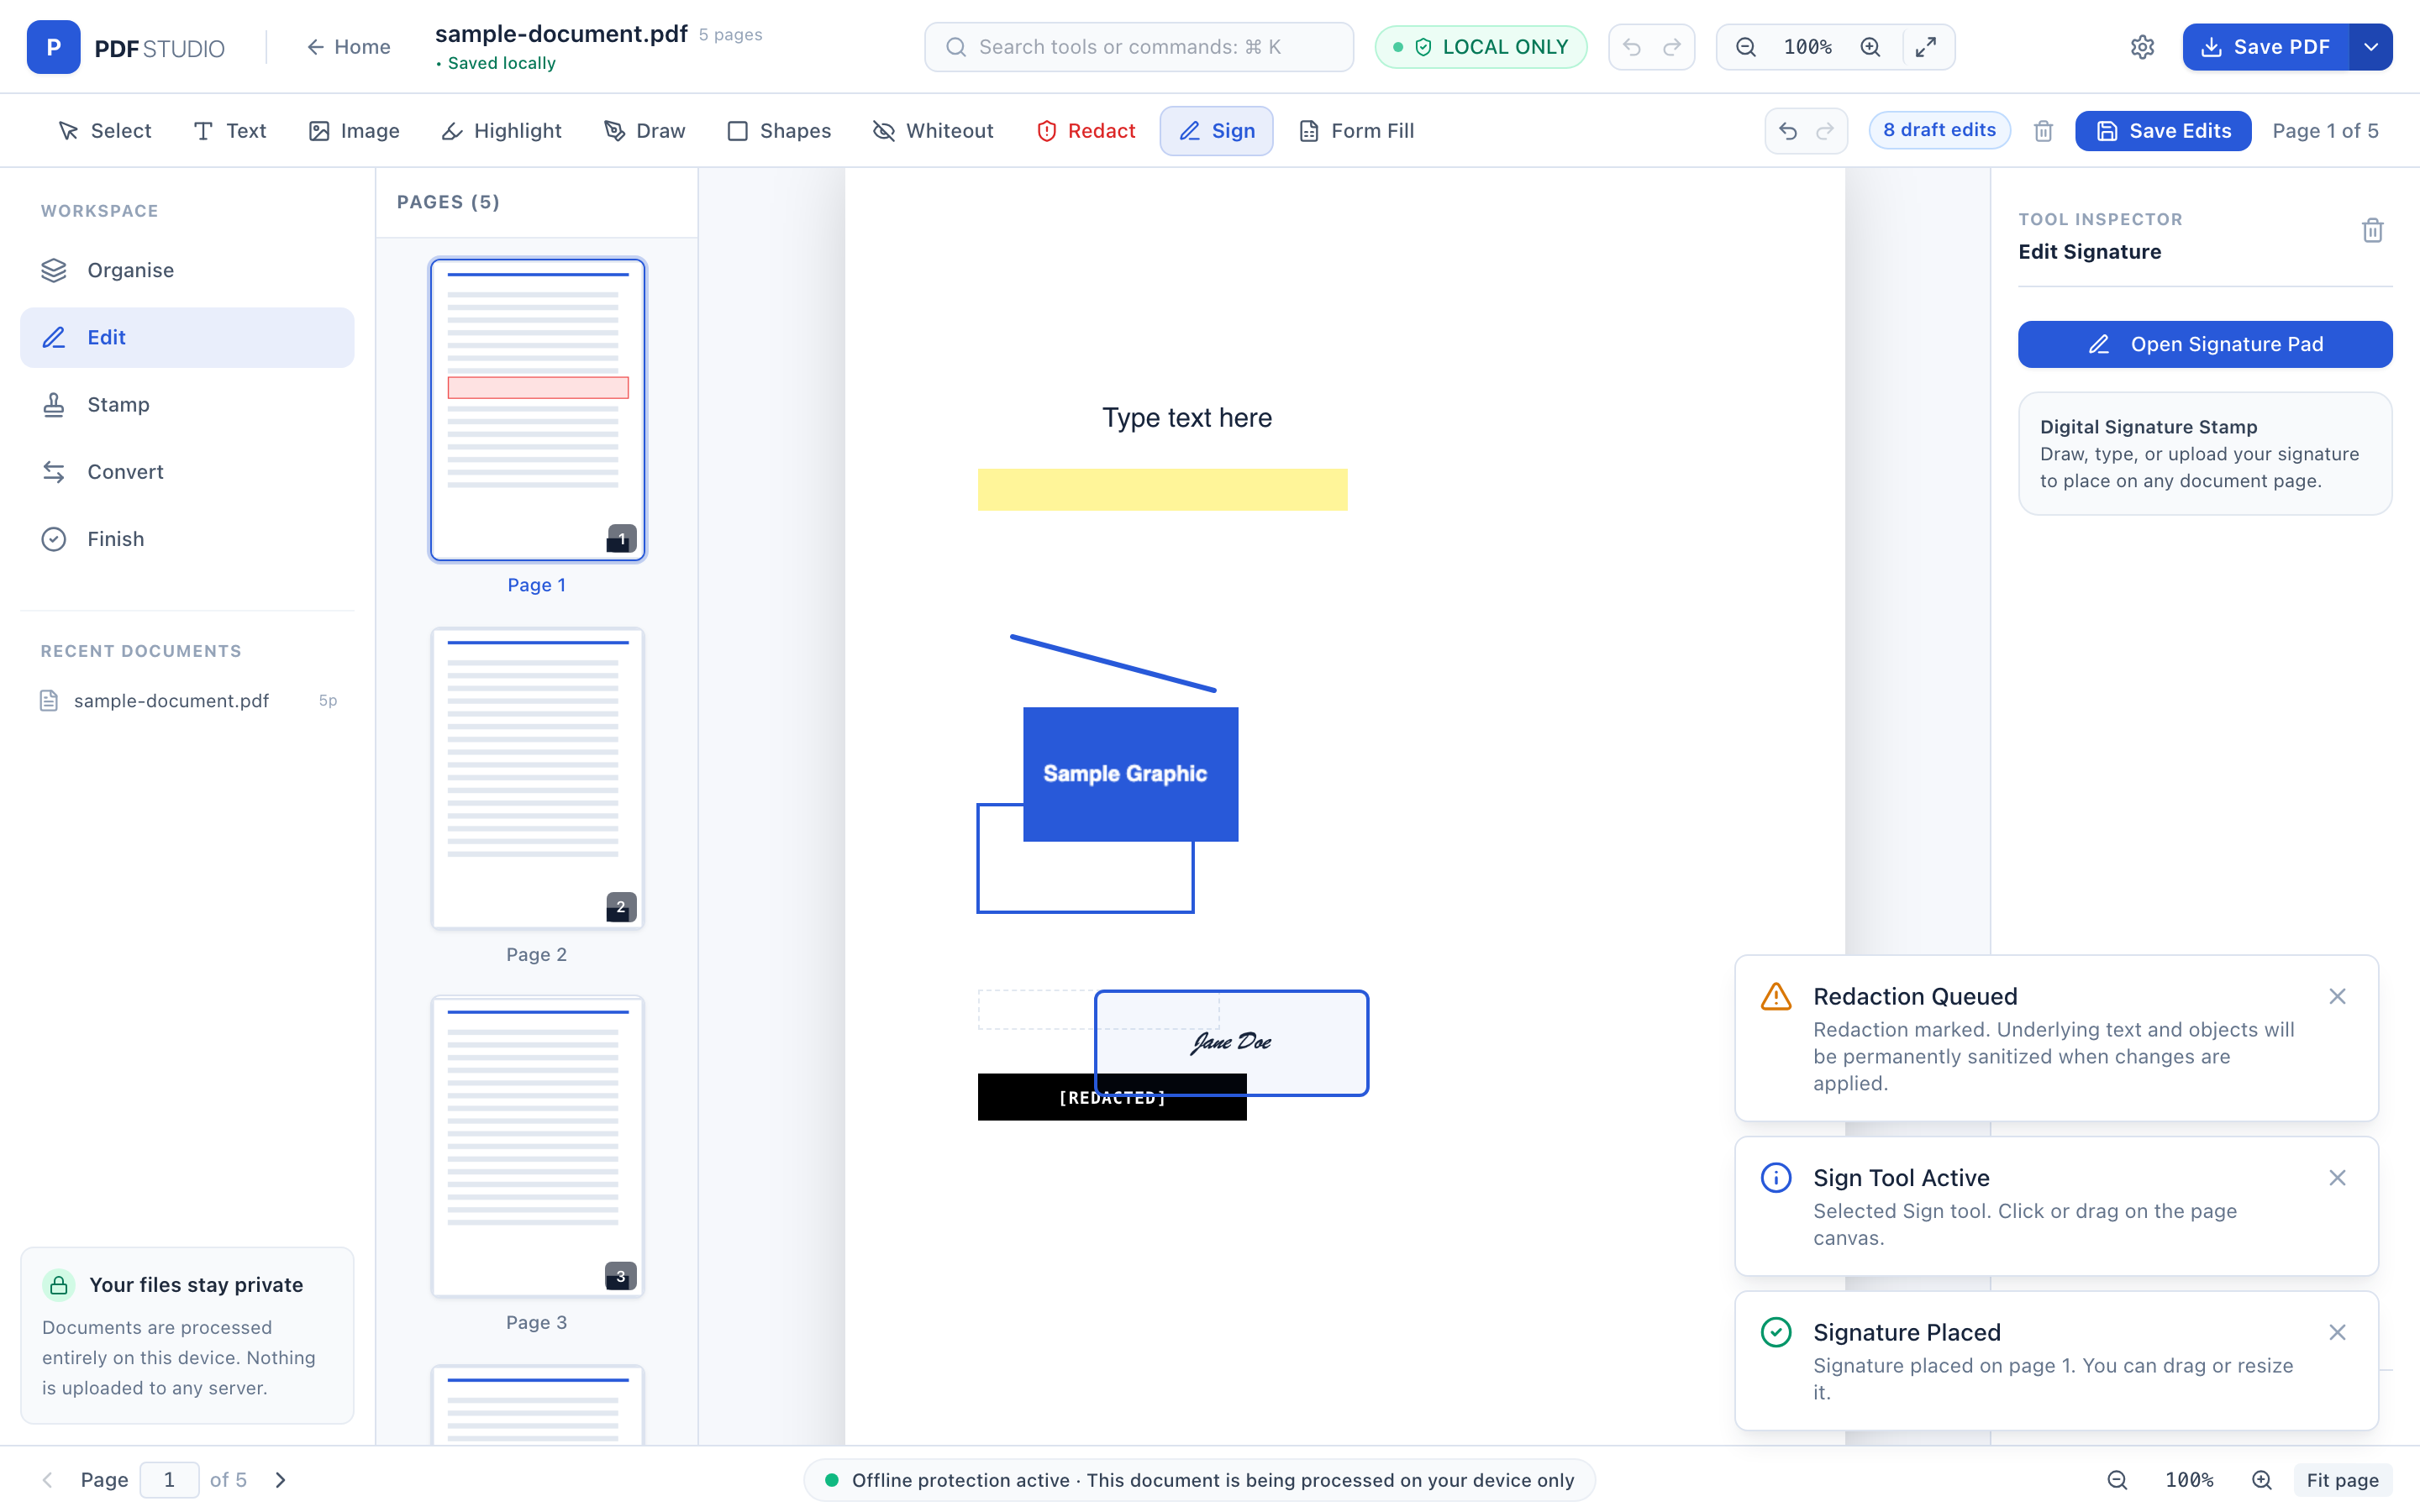 P PDF STUDIO
Home
sample-document.pdf 5 pages
• Saved locally
Search tools or commands: ⌘ K
LOCAL ONLY
100%
Save PDF
Select
Text
Image
Highlight
Draw
Shapes
Whiteout
Redact
Sign
Form Fill
8 draft edits
Save Edits
Page 1 of 5
WORKSPACE
Organise
Edit
Stamp
Convert
Finish
RECENT DOCUMENTS
sample-document.pdf 5p
Your files stay private
Documents are processed
entirely on this device. Nothing
is uploaded to any server.
PAGES (5)
1
Page 1
2
Page 2
3
Page 3
Type text here
Sample Graphic
Jane Doe
[REDACTED]
TOOL INSPECTOR
Edit Signature
Open Signature Pad
Digital Signature Stamp
Draw, type, or upload your signature
to place on any document page.
Redaction Queued
Redaction marked. Underlying text and objects will
be permanently sanitized when changes are
applied.
Sign Tool Active
Selected Sign tool. Click or drag on the page
canvas.
Signature Placed
Signature placed on page 1. You can drag or resize
it.
Page 1 of 5
Offline protection active · This document is being processed on your device only
100%
Fit page